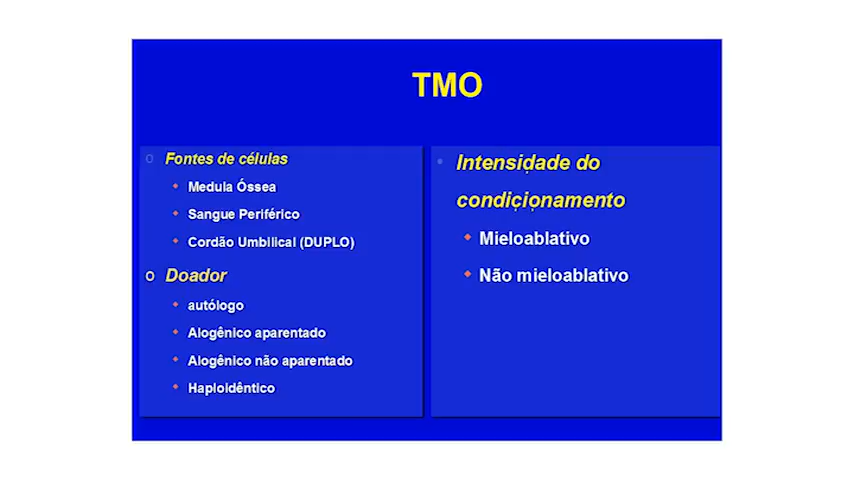 TMO
Fontes de células
Medula Óssea
Sangue Periférico
Cordão Umbilical (DUPLO)
Doador
autólogo
Alogênico aparentado
Alogênico não aparentado
Haploidêntico
Intensidade do
condicionamento
Mieloablativo
Não mieloablativo